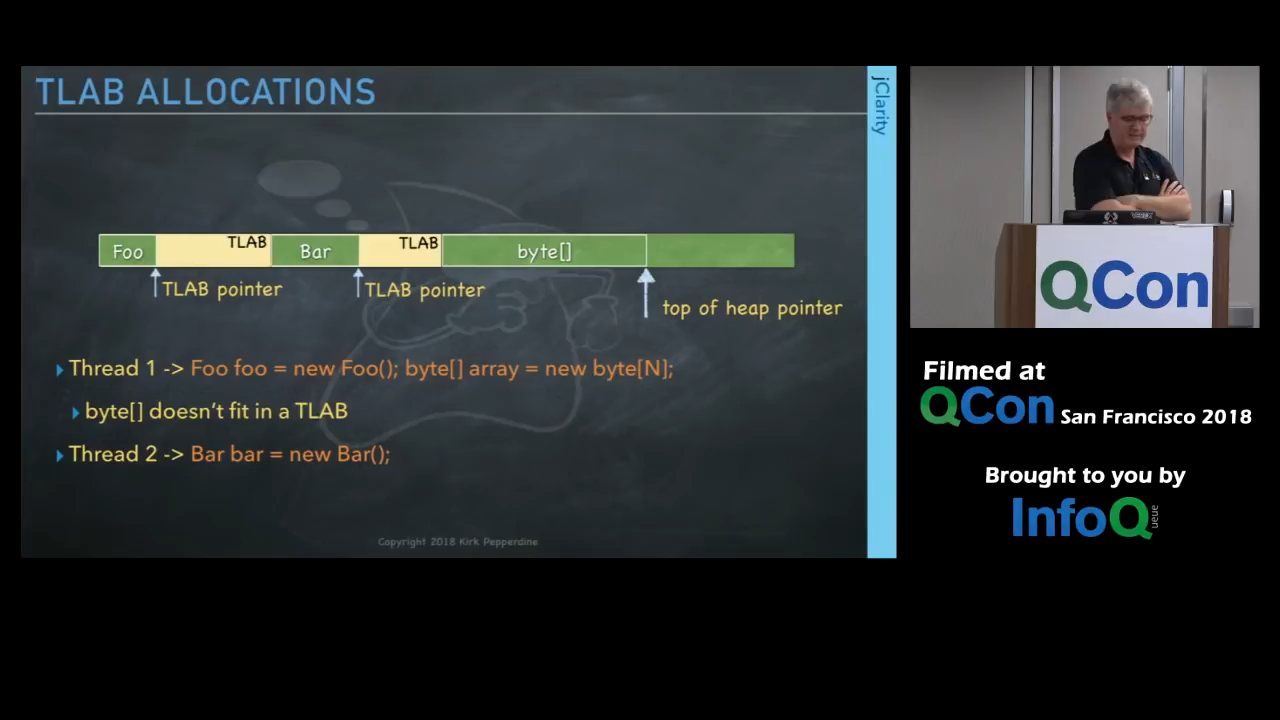 TLAB ALLOCATIONS
jClarity
Foo
TLAB
Bar
TLAB
byte[]
TLAB pointer
TLAB pointer
top of heap pointer
Thread 1 -> Foo foo = new Foo(); byte[] array = new byte[N];
byte[] doesn't fit in a TLAB
Thread 2 -> Bar bar = new Bar();
Copyright 2018 Kirk Pepperdine
QCon
Filmed at
QCon San Francisco 2018
Brought to you by
InfoQ
ueue